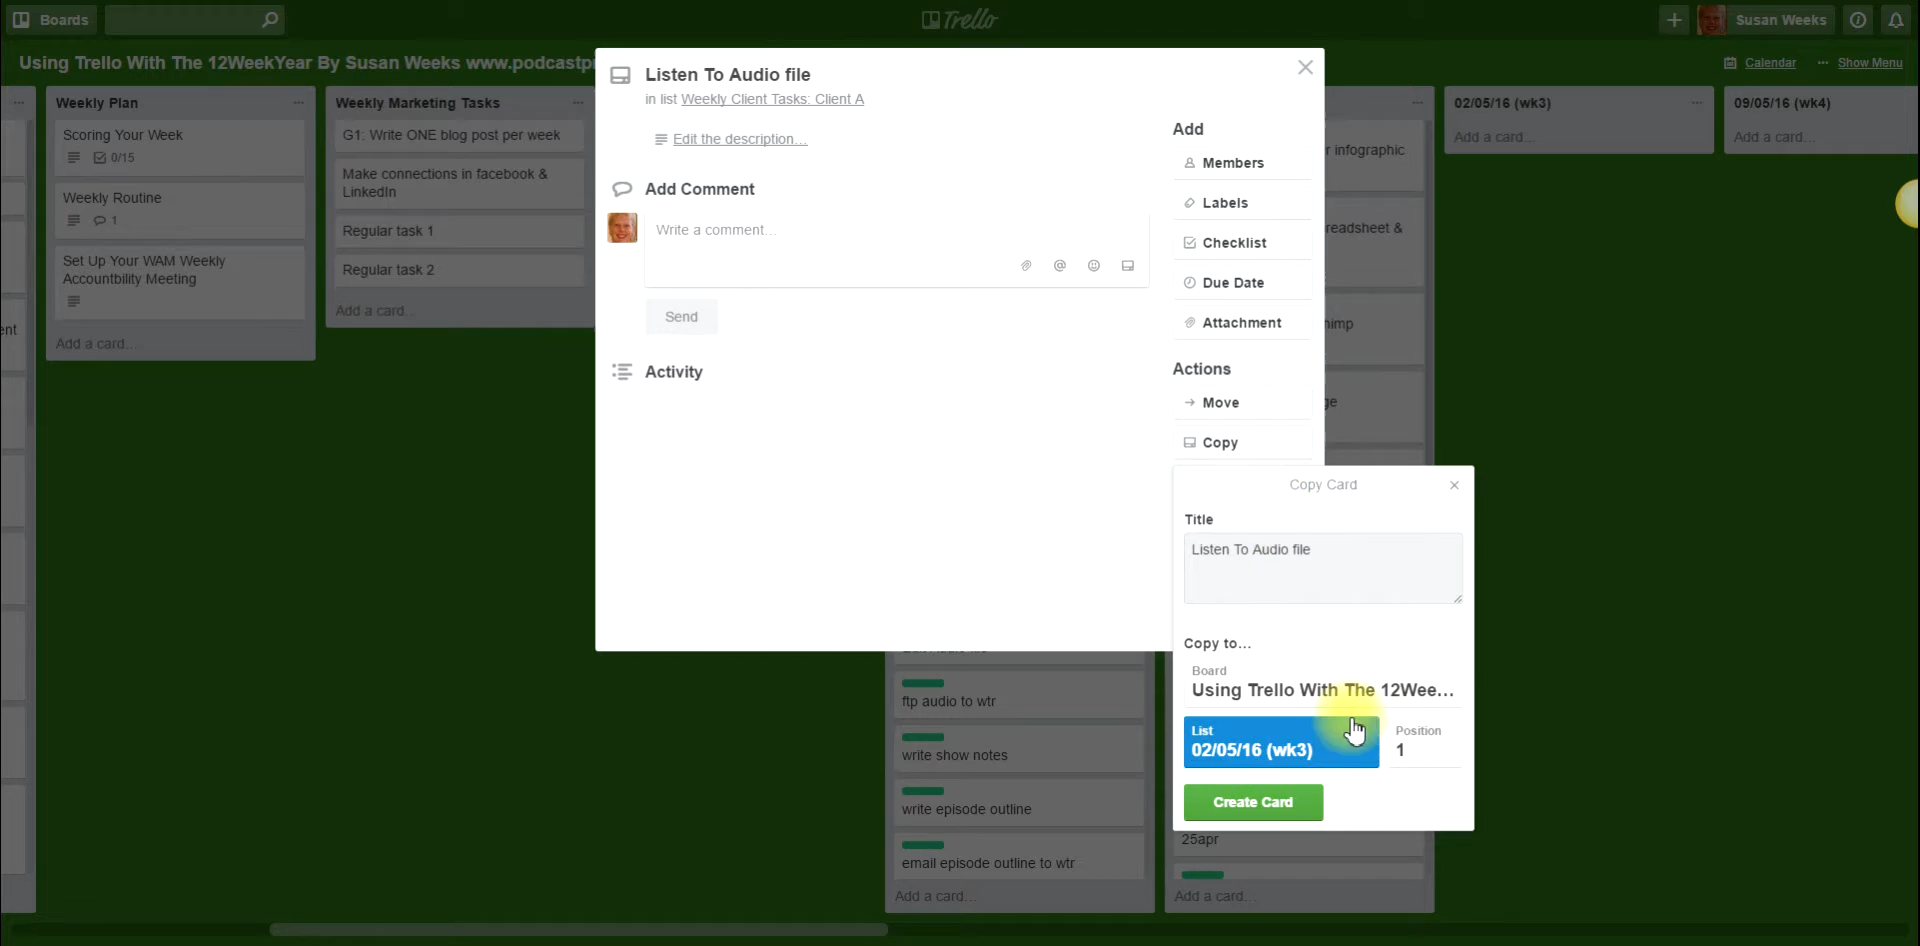 Boards
Trello
Susan Weeks
Using Trello With The 12WeekYear By Susan Weeks www.podcastp
Calendar
Show Menu
Weekly Plan
Scoring Your Week
0/15
Weekly Routine
1
Set Up Your WAM Weekly
Accountbility Meeting
Add a card...
Weekly Marketing Tasks
G1: Write ONE blog post per week
Make connections in facebook &
LinkedIn
Regular task 1
Regular task 2
Add a card...
Listen To Audio file
in list Weekly Client Tasks: Client A
Edit the description...
Add Comment
Write a comment...
Send
Activity
Add
Members
Labels
Checklist
Due Date
Attachment
Actions
Move
Copy
Copy Card
Title
Listen To Audio file
Copy to...
Board
Using Trello With The 12Wee...
List
02/05/16 (wk3)
Position
1
Create Card
ftp audio to wtr
write show notes
write episode outline
email episode outline to wtr
Add a card...
infographic
readsheet &
himp
25apr
Add a card...
02/05/16 (wk3)
Add a card...
09/05/16 (wk4)
Add a card...